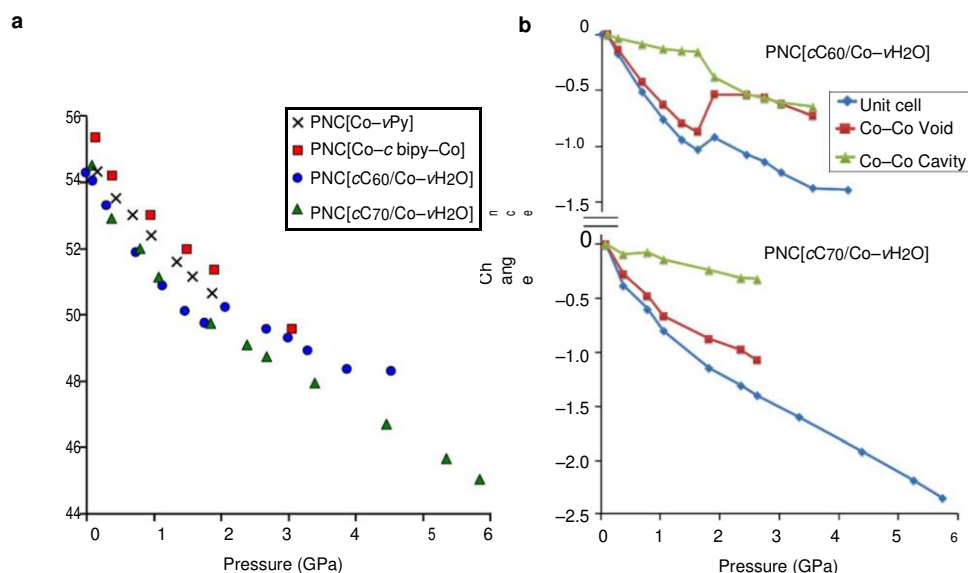 a
56
54
52
50
48
46
44
0 1 2 3 4 5 6
Pressure (GPa)
PNC[Co–vPy]
PNC[Co–c bipy–Co]
PNC[cC60/Co–vH2O]
PNC[cC70/Co–vH2O]
b
0
–0.5
–1.0
–1.5
PNC[cC60/Co–vH2O]
Unit cell
Co–Co Void
Co–Co Cavity
n
c
e
Ch
ang
e
0
–0.5
–1.0
–1.5
–2.0
–2.5
PNC[cC70/Co–vH2O]
0 1 2 3 4 5 6
Pressure (GPa)